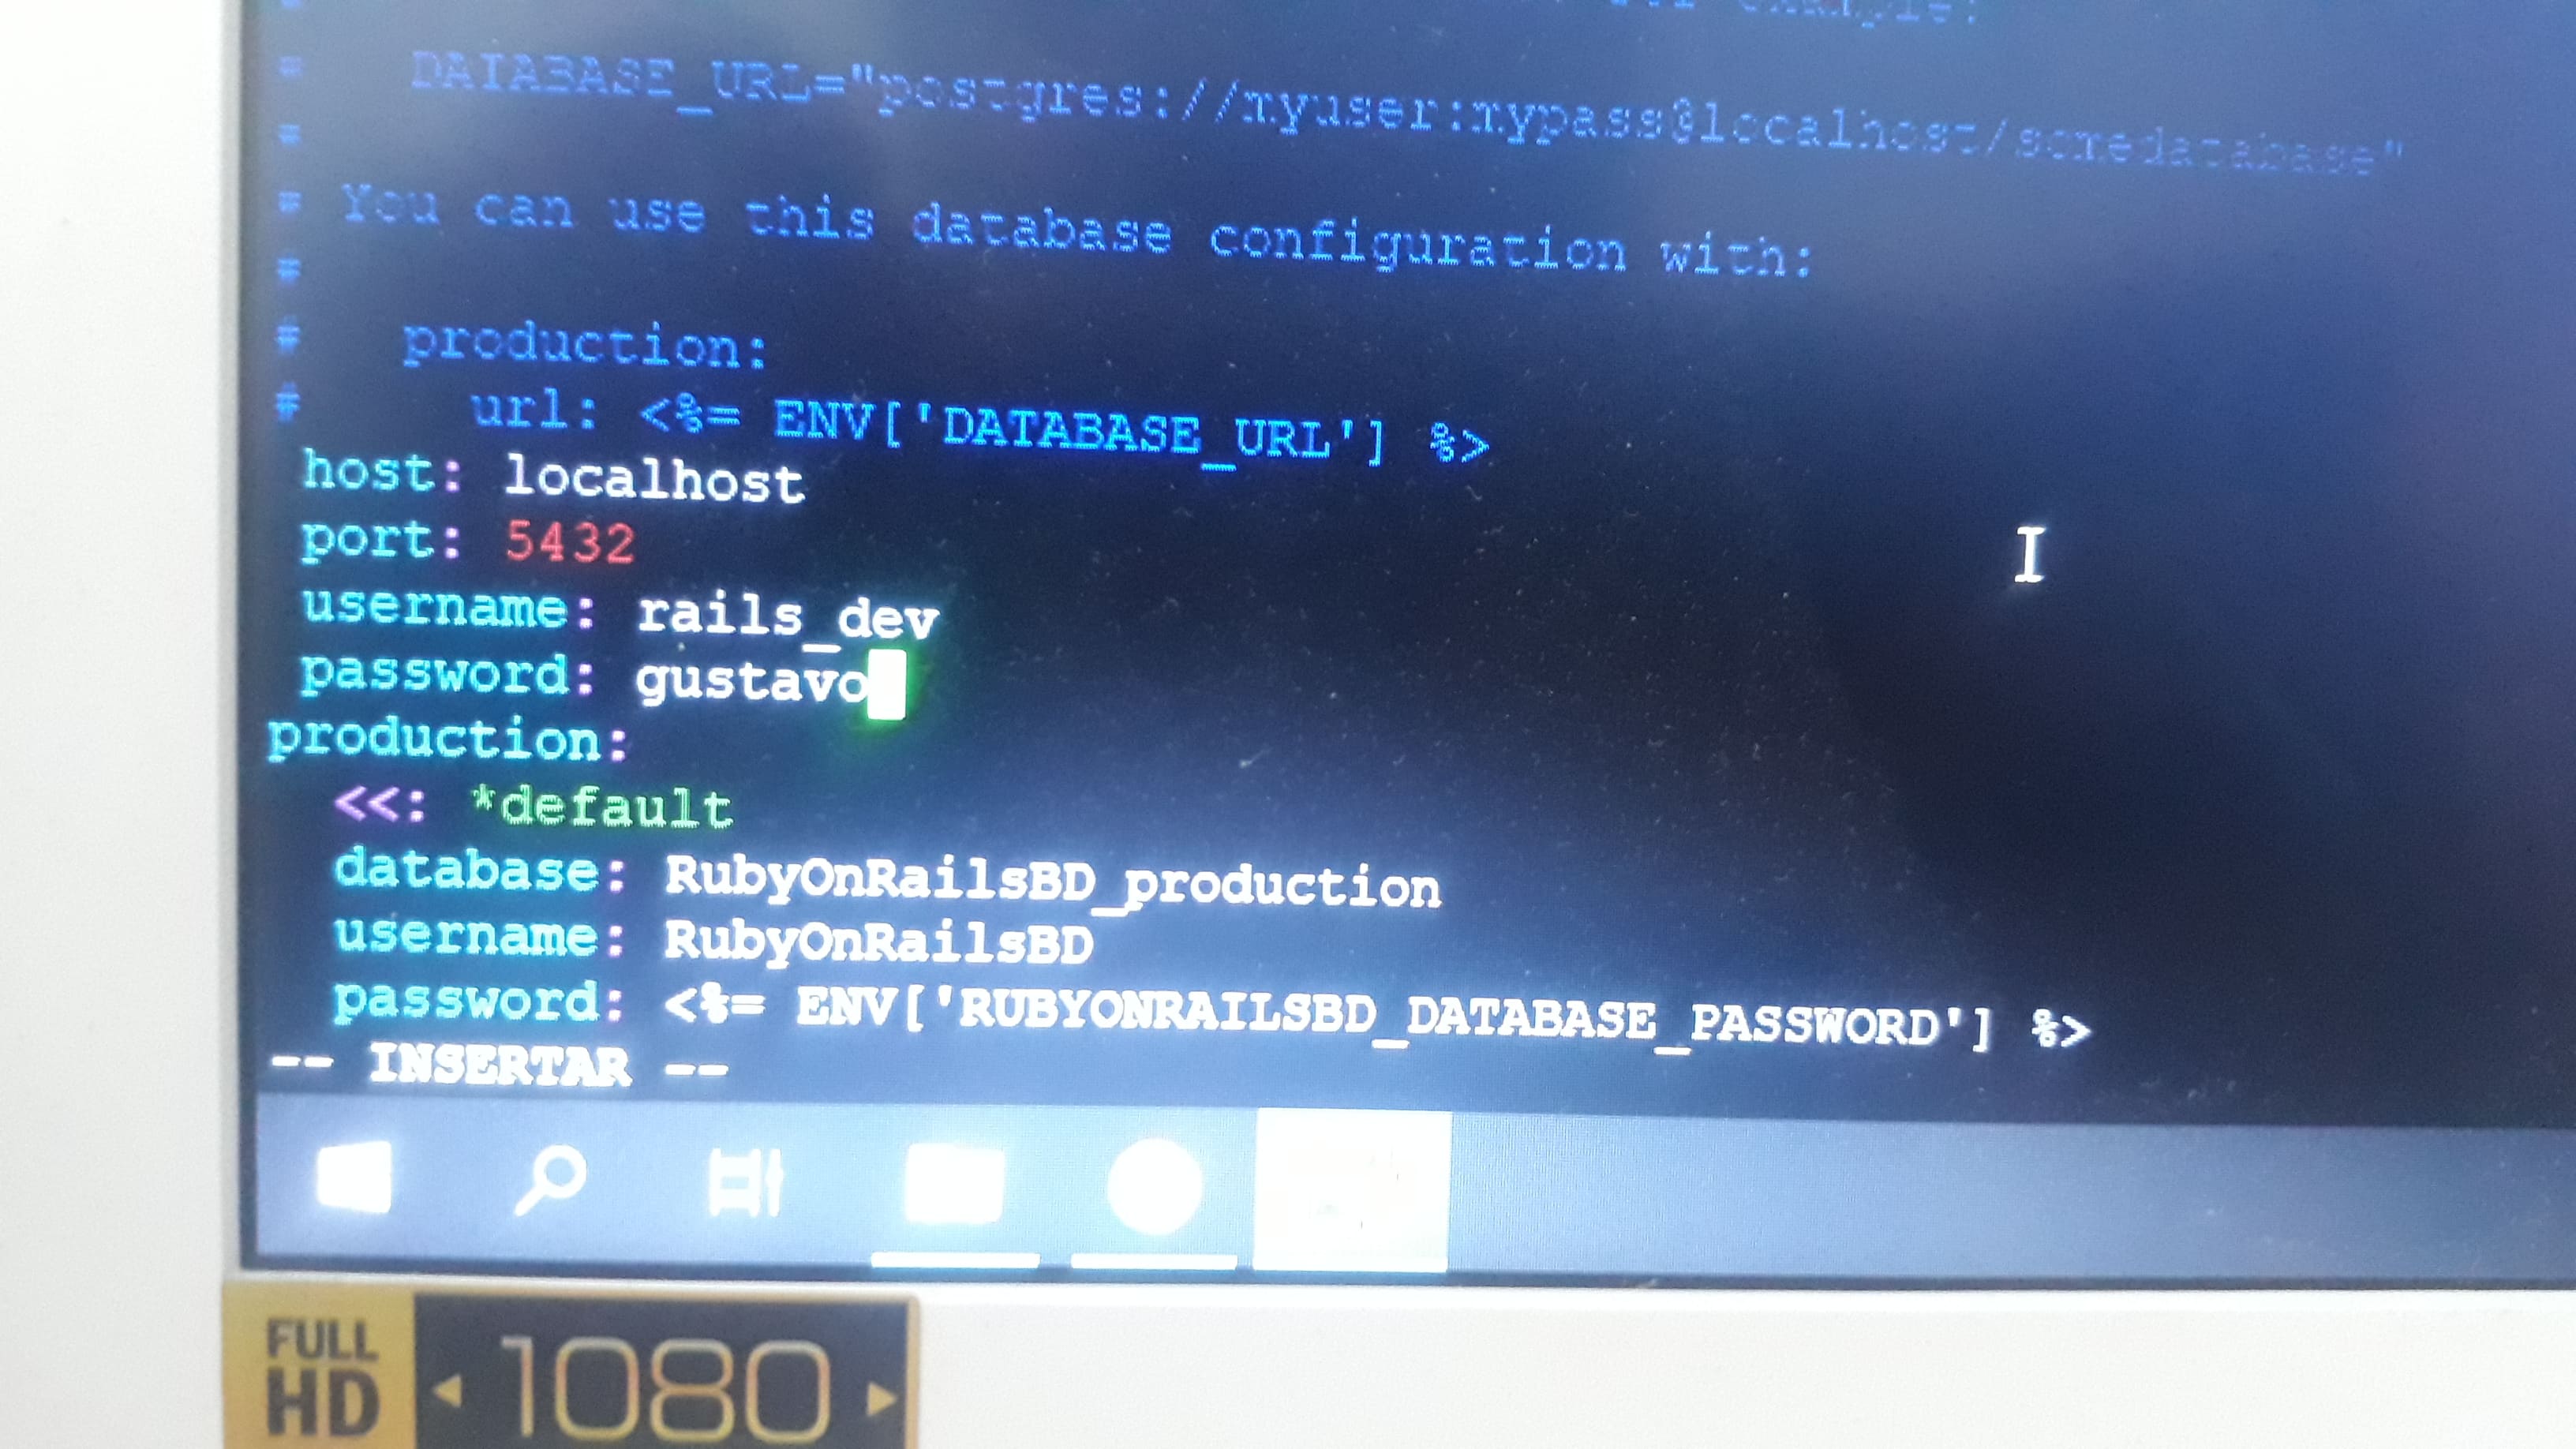 example:
# DATABASE_URL="postgres://myuser:mypass@localhost/somedatabase"
#
# You can use this database configuration with:
#
# production:
# url: <%= ENV['DATABASE_URL'] %>
host: localhost
port: 5432
username: rails_dev
password: gustavo
production:
<<: *default
database: RubyOnRailsBD_production
username: RubyOnRailsBD
password: <%= ENV['RUBYONRAILSBD_DATABASE_PASSWORD'] %>
-- INSERTAR --
FULL HD 1080